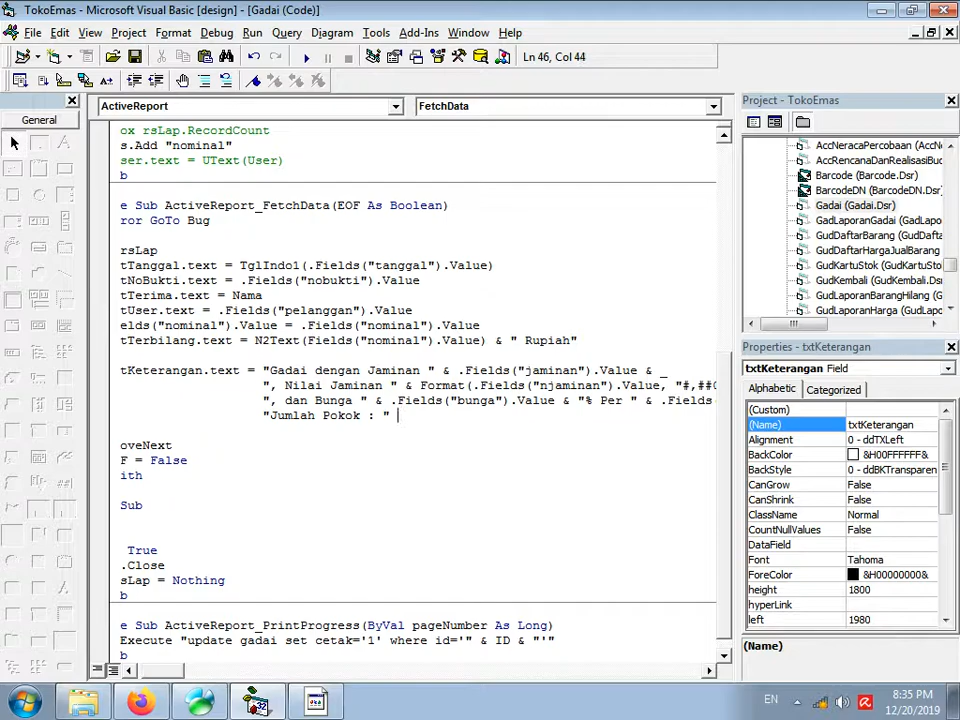 TokoEmas - Microsoft Visual Basic [design] - [Gadai (Code)]
File Edit View Project Format Debug Run Query Diagram Tools Add-Ins Window Help
Ln 46, Col 44
General
ActiveReport
FetchData
ox rsLap.RecordCount
s.Add "nominal"
ser.text = UText(User)
b
e Sub ActiveReport_FetchData(EOF As Boolean)
ror GoTo Bug
rsLap
tTanggal.text = TglIndo1(.Fields("tanggal").Value)
tNoBukti.text = .Fields("nobukti").Value
tTerima.text = Nama
tUser.text = .Fields("pelanggan").Value
elds("nominal").Value = .Fields("nominal").Value
tTerbilang.text = N2Text(Fields("nominal").Value) & " Rupiah"
tKeterangan.text = "Gadai dengan Jaminan " & .Fields("jaminan").Value & _
", Nilai Jaminan " & Format(.Fields("njaminan").Value, "#,##0
", dan Bunga " & .Fields("bunga").Value & "% Per " & .Fields
"Jumlah Pokok : "
oveNext
F = False
ith
Sub
True
.Close
sLap = Nothing
b
e Sub ActiveReport_PrintProgress(ByVal pageNumber As Long)
Execute "update gadai set cetak='1' where id='" & ID & "'"
b
Project - TokoEmas
AccNeracaPercobaan (AccNe
AccRencanaDanRealisasiBud
Barcode (Barcode.Dsr)
BarcodeDN (BarcodeDN.Dsr)
Gadai (Gadai.Dsr)
GadLaporanGadai (GadLapo
GudDaftarBarang (GudDafta
GudDaftarHargaJualBarang
GudKartuStok (GudKartuSto
GudKembali (GudKembali.Ds
GudLaporanBarangHilang (G
GudLaporanHarga (GudLapo
Properties - txtKeterangan
txtKeterangan Field
Alphabetic Categorized
(Custom)
(Name) txtKeterangan
Alignment 0 - ddTXLeft
BackColor &H00FFFFFF&
BackStyle 0 - ddBKTransparen
CanGrow False
CanShrink False
ClassName Normal
CountNullValues False
DataField
Font Tahoma
ForeColor &H00000000&
height 1800
hyperLink
left 1980
(Name)
EN
8:35 PM
12/20/2019